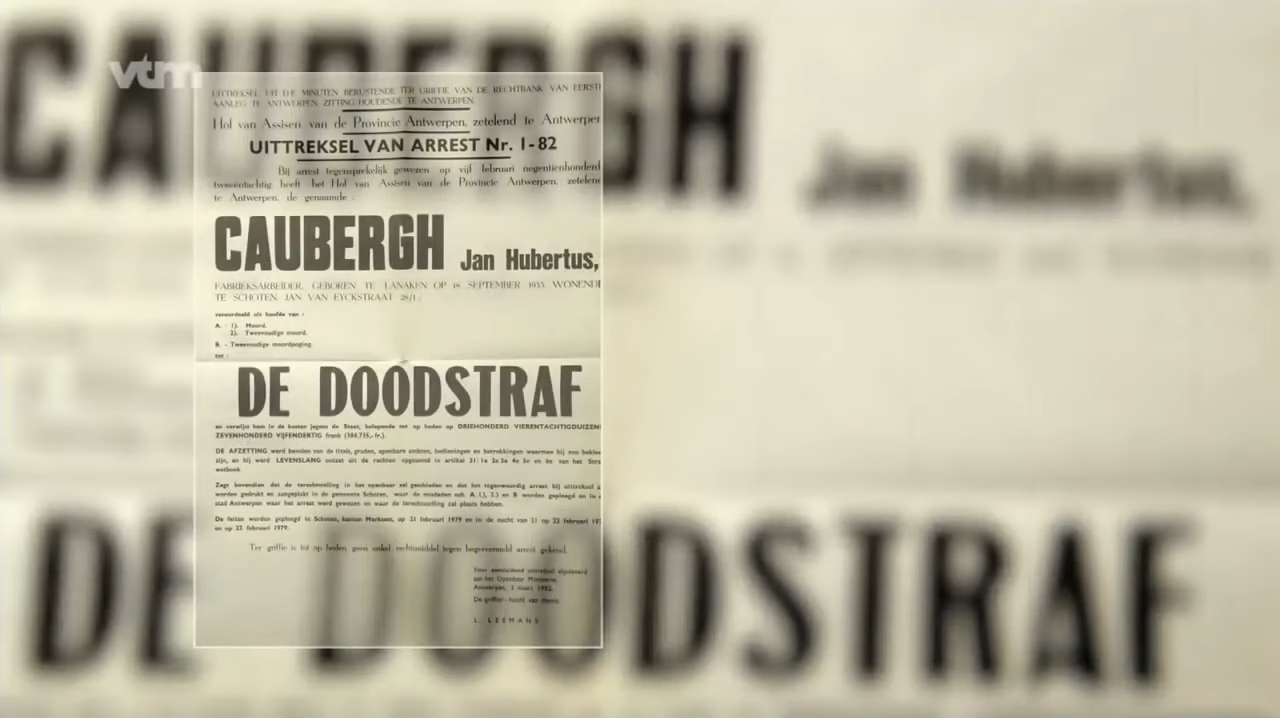 vtm
UITTREKSEL UIT DE MINUTEN BERUSTENDE TER GRIFFIE VAN DE RECHTBANK VAN EERST
AANLEG TE ANTWERPEN, ZITTING HOUDENDE TE ANTWERPEN
Hof van Assisen van de Provincie Antwerpen, zetelend te Antwerpen
UITTREKSEL VAN ARREST Nr. 1-82
Bij arrest tegensprekelijk gewezen op vijf februari negentienhonderd
tweeëntachtig heeft het Hof van Assisen van de Provincie Antwerpen, zetelend
te Antwerpen, de genaamde :
CAUBERGH Jan Hubertus,
FABRIEKSARBEIDER, GEBOREN TE LANAKEN OP 18 SEPTEMBER 1935, WONEND
TE SCHOTEN, JAN VAN EYCKSTRAAT 28/1,
veroordeeld uit hoofde van :
A. - 1). Moord.
2). Tweevoudige moord.
B. - Tweevoudige moordpoging.
tot :
DE DOODSTRAF
en verwijst hem in de kosten jegens de Staat, belopende tot op heden op DRIEHONDERD VIERENTACHTIGDUIZEND
ZEVENHONDERD VIJFENDERTIG frank (384.735,- fr.).
DE AFZETTING werd bevolen van de titels, graden, openbare ambten, bedieningen en betrekkingen waarmee hij zou bekleed
zijn, en hij werd LEVENSLANG ontzet uit de rechten opgesomd in artikel 31: 1e 2e 3e 4e 5e en 6e van het Stra
wetboek.
Zegt bovendien dat de terechtstelling in het openbaar zal geschieden en dat het tegenwoordig arrest bij uittreksel z
worden gedrukt en aangeplakt in de gemeente Schoten, waar de misdaden sub. A. 1.), 2.) en B worden gepleegd en in
stad Antwerpen waar het arrest werd gewezen en waar de terechtstelling zal plaats hebben.
De feiten werden gepleegd te Schoten, kanton Merksem, op 21 februari 1979 en in de nacht van 21 op 22 februari 197
en op 22 februari 1979.
Ter griffie is tot op heden geen enkel rechtsmiddel tegen hogervermeld arrest gekend.
Voor eensluidend uittreksel afgeleverd
aan het Openbaar Ministerie
Antwerpen, 3 maart 1982.
De griffier - hoofd van dienst,
L. LEEMANS